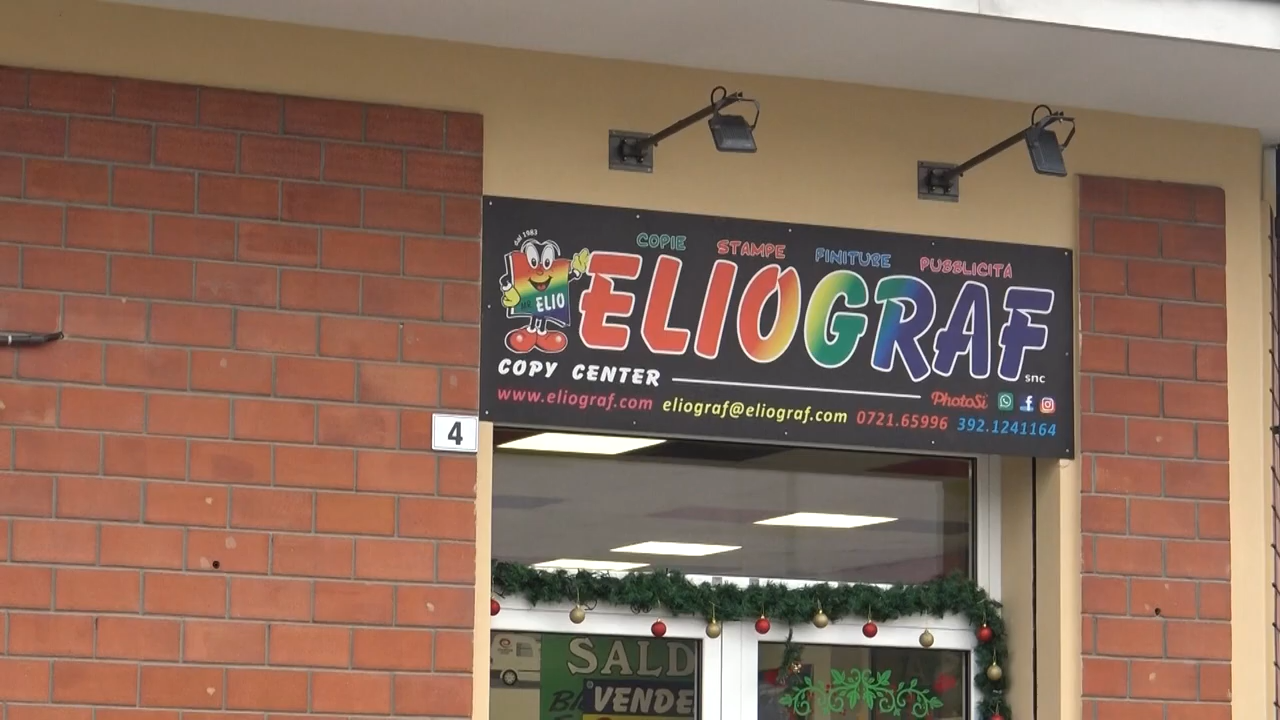 dal 1983
COPIE STAMPE FINITURE PUBBLICITÀ
ELIO
ELIOGRAF
snc
COPY CENTER
PhotoSì
www.eliograf.com eliograf@eliograf.com 0721.65996 392.1241164
4
SALD
VENDE